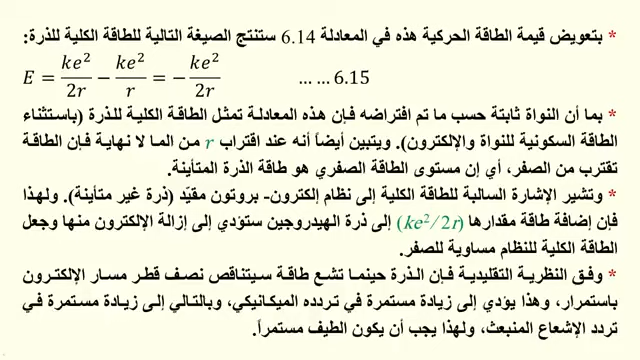 * بتعويض قيمة الطاقة الحركية هذه في المعادلة 6.14 ستنتج الصيغة التالية للطاقة الكلية للذرة:
E = ke²/2r − ke²/r = − ke²/2r … … 6.15
* بما أن النواة ثابتة حسب ما تم افتراضه فإن هذه المعادلة تمثل الطاقة الكلية للذرة (باستثناء
الطاقة السكونية للنواة والإلكترون). ويتبين أيضاً أنه عند اقتراب r من المالا نهاية فإن الطاقة
تقترب من الصفر، أي إن مستوى الطاقة الصفري هو طاقة الذرة المتأينة.
* وتشير الإشارة السالبة للطاقة الكلية إلى نظام إلكترون- بروتون مقيّد (ذرة غير متأينة). ولهذا
فإن إضافة طاقة مقدارها (ke²/2r) إلى ذرة الهيدروجين ستؤدي إلى إزالة الإلكترون منها وجعل
الطاقة الكلية للنظام مساوية للصفر.
* وفق النظرية التقليدية فإن الذرة حينما تشع طاقة سيتناقص نصف قطر مسار الإلكترون
باستمرار، وهذا يؤدي إلى زيادة مستمرة في تردده الميكانيكي، وبالتالي إلى زيادة مستمرة في
تردد الإشعاع المنبعث، ولهذا يجب أن يكون الطيف مستمراً.